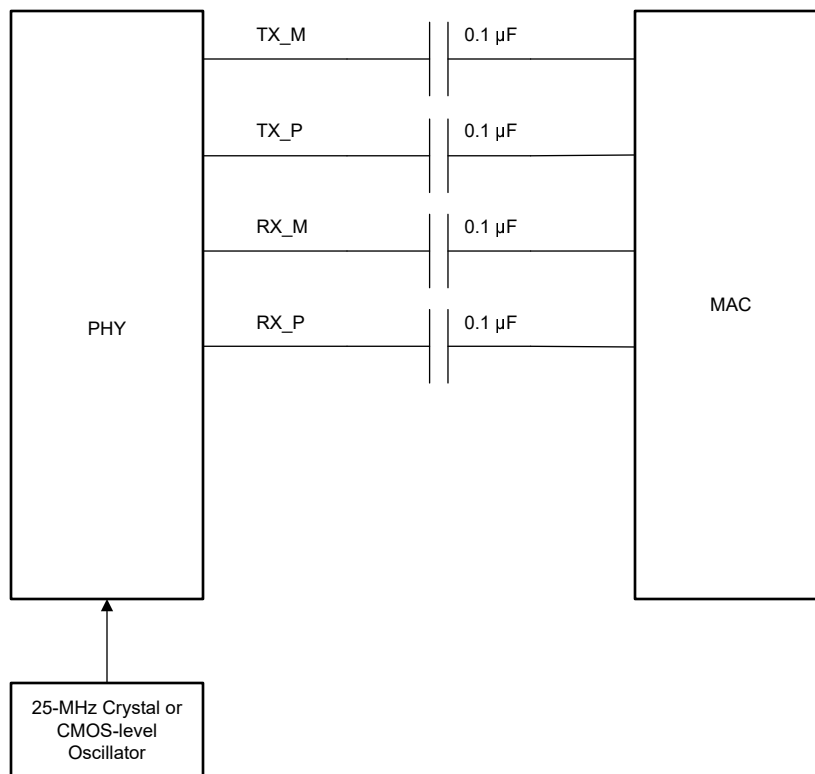 TX_M
0.1 µF
TX_P
0.1 µF
RX_M
0.1 µF
RX_P
0.1 µF
PHY
MAC
25-MHz Crystal or
CMOS-level
Oscillator